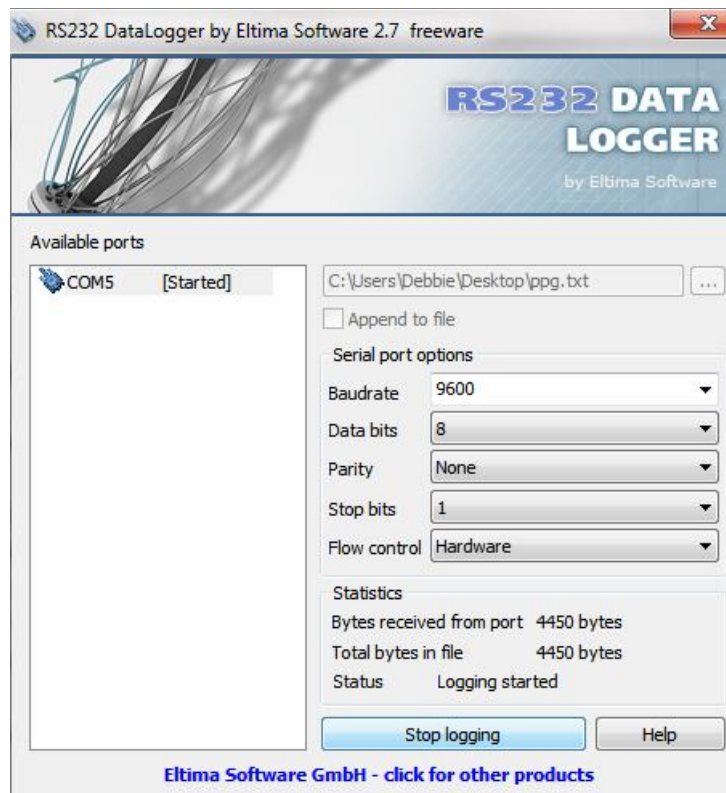 RS232 DataLogger by Eltima Software 2.7 freeware
RS232 DATA
LOGGER
by Eltima Software
Available ports
COM5 [Started]
C:\Users\Debbie\Desktop\ppg.txt ...
Append to file
Serial port options
Baudrate 9600
Data bits 8
Parity None
Stop bits 1
Flow control Hardware
Statistics
Bytes received from port 4450 bytes
Total bytes in file 4450 bytes
Status Logging started
Stop logging Help
Eltima Software GmbH - click for other products